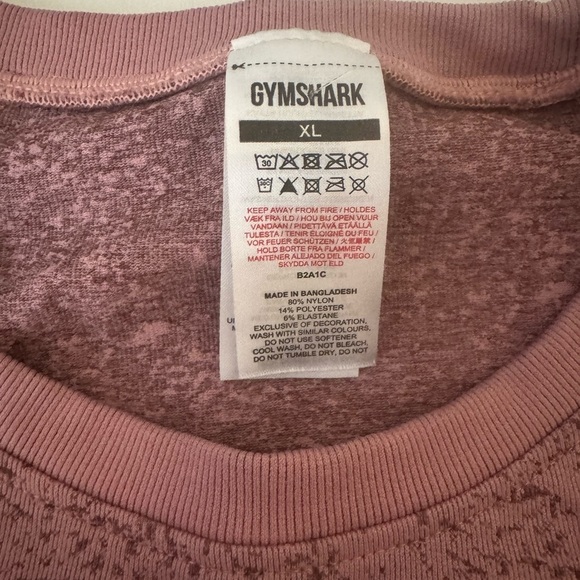 GYMSHARK
XL
30
KEEP AWAY FROM FIRE / HOLDES
VÆK FRA ILD / HOU BIJ OPEN VUUR
VANDAAN / PIDETTÄVÄ ETÄÄLLÄ
TULESTA / TENIR ÉLOIGNÉ DU FEU /
VOR FEUER SCHÜTZEN / 火気厳禁 /
HOLD BORTE FRA FLAMMER /
MANTENER ALEJADO DEL FUEGO /
SKYDDA MOT ELD
B2A1C
MADE IN BANGLADESH
80% NYLON
14% POLYESTER
6% ELASTANE
EXCLUSIVE OF DECORATION,
WASH WITH SIMILAR COLOURS,
DO NOT USE SOFTENER
COOL WASH, DO NOT BLEACH,
DO NOT TUMBLE DRY, DO NOT